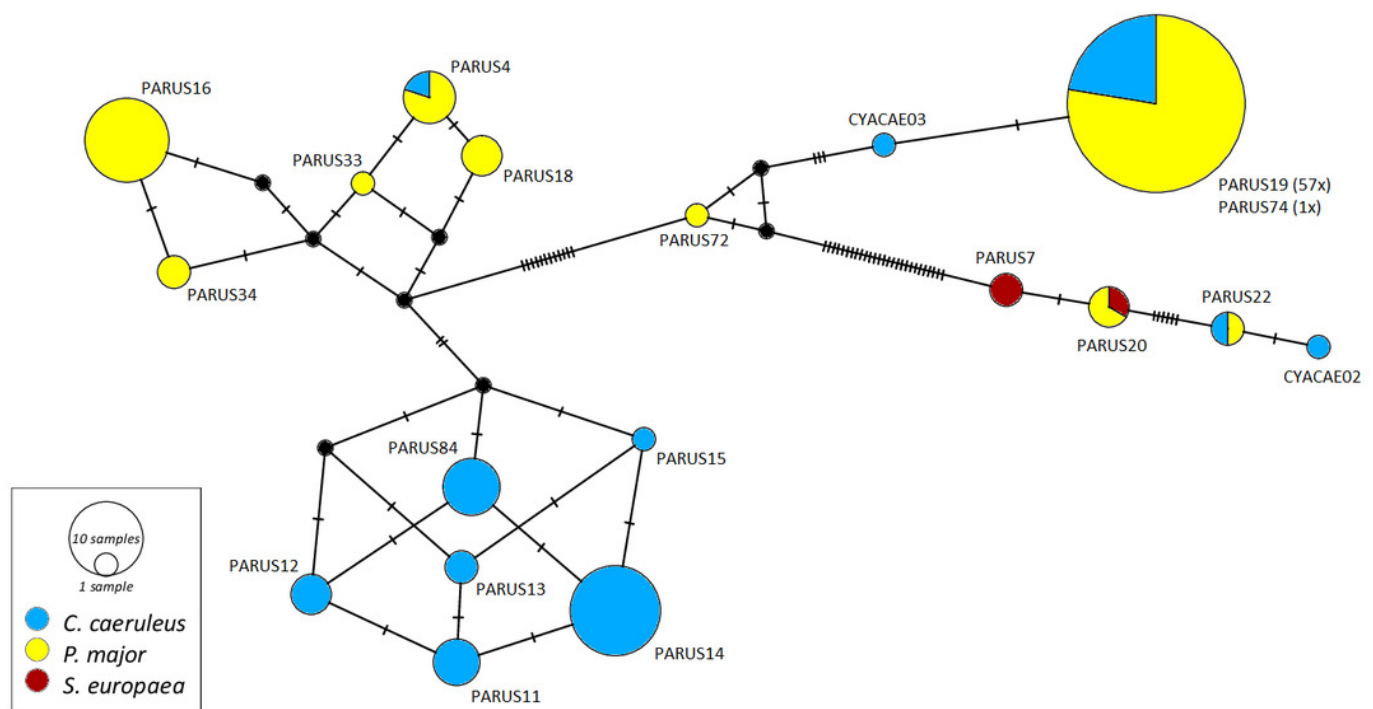 PARUS4
PARUS16
CYACAE03
PARUS33
PARUS18
PARUS19 (57x)
PARUS74 (1x)
PARUS72
PARUS7
PARUS34
PARUS22
PARUS20
CYACAE02
PARUS84
PARUS15
10 samples
1 sample
PARUS12
PARUS13
C. caeruleus
P. major
PARUS14
S. europaea
PARUS11